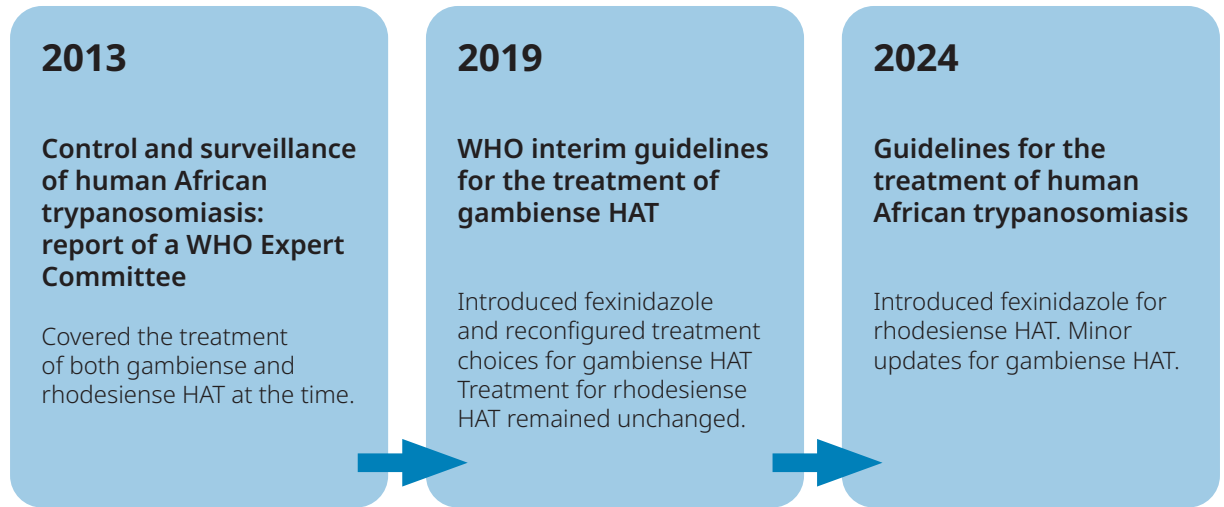 2013
Control and surveillance
of human African
trypanosomiasis:
report of a WHO Expert
Committee
Covered the treatment
of both gambiense and
rhodesiense HAT at the time.
2019
WHO interim guidelines
for the treatment of
gambiense HAT
Introduced fexinidazole
and reconfigured treatment
choices for gambiense HAT
Treatment for rhodesiense
HAT remained unchanged.
2024
Guidelines for the
treatment of human
African trypanosomiasis
Introduced fexinidazole for
rhodesiense HAT. Minor
updates for gambiense HAT.